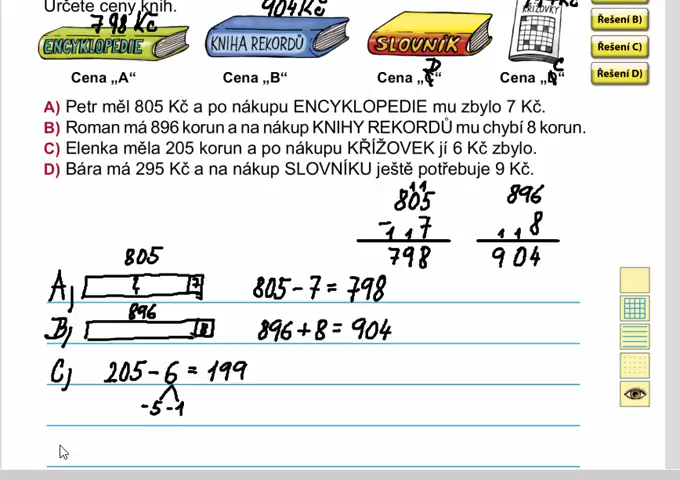 Určete ceny knih.
798 Kč
904 Kč
ENCYKLOPEDIE
KNIHA REKORDŮ
SLOVNÍK
KŘÍŽOVKY
Řešení B)
Řešení C)
Řešení D)
Cena „A“
Cena „B“
Cena „D“
Cena „C“
A) Petr měl 805 Kč a po nákupu ENCYKLOPEDIE mu zbylo 7 Kč.
B) Roman má 896 korun a na nákup KNIHY REKORDŮ mu chybí 8 korun.
C) Elenka měla 205 korun a po nákupu KŘÍŽOVEK jí 6 Kč zbylo.
D) Bára má 295 Kč a na nákup SLOVNÍKU ještě potřebuje 9 Kč.
11
805 896
-117 118
798 904
805
A) ? 7 805 - 7 = 798
896
B) 8 896 + 8 = 904
C) 205 - 6 = 199
-5 -1